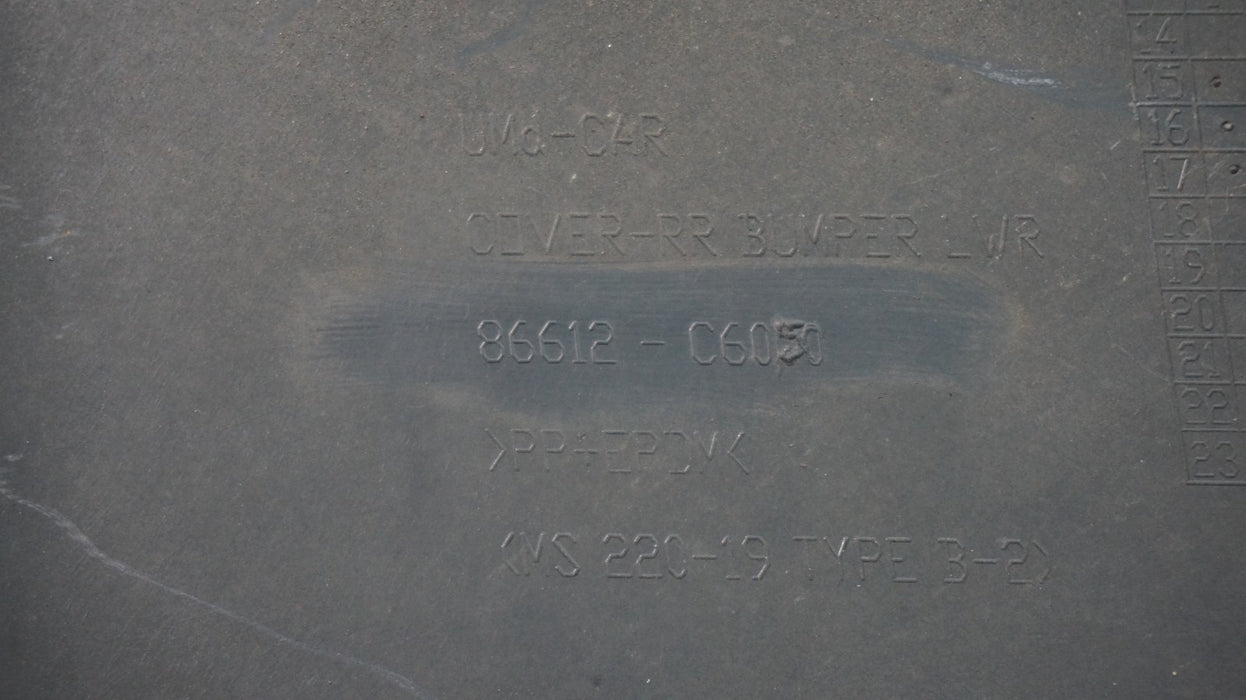 UMa-CAR
COVER-RR BUMPER LWR
86612 - C6050
>PP+EPDM<
<MS 220-19 TYPE B-2>
14
15
16
17
18
19
20
21
22
23